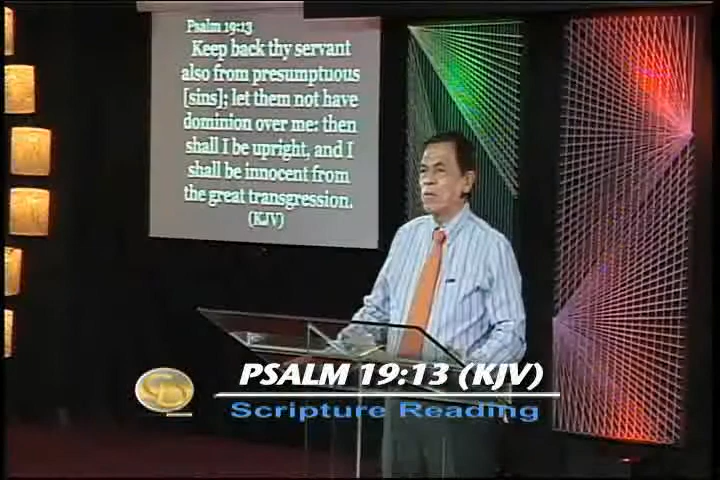 Psalm 19:13
Keep back thy servant
also from presumptuous
[sins]; let them not have
dominion over me: then
shall I be upright, and I
shall be innocent from
the great transgression.
(KJV)
PSALM 19:13 (KJV)
Scripture Reading